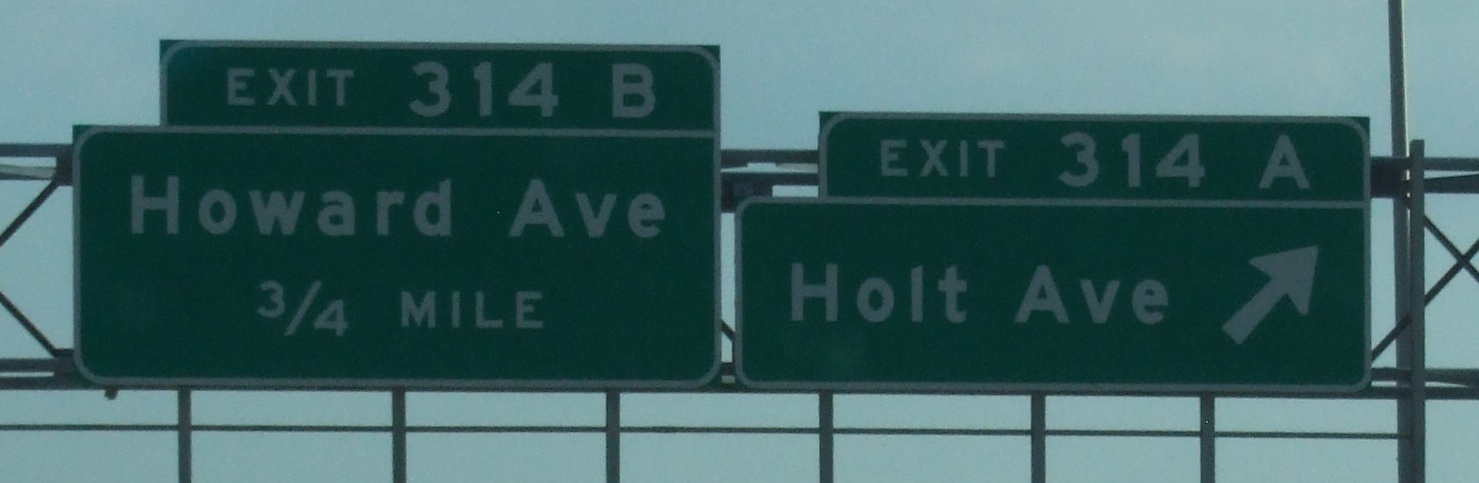 EXIT 314 B
Howard Ave
3/4 MILE
EXIT 314 A
Holt Ave